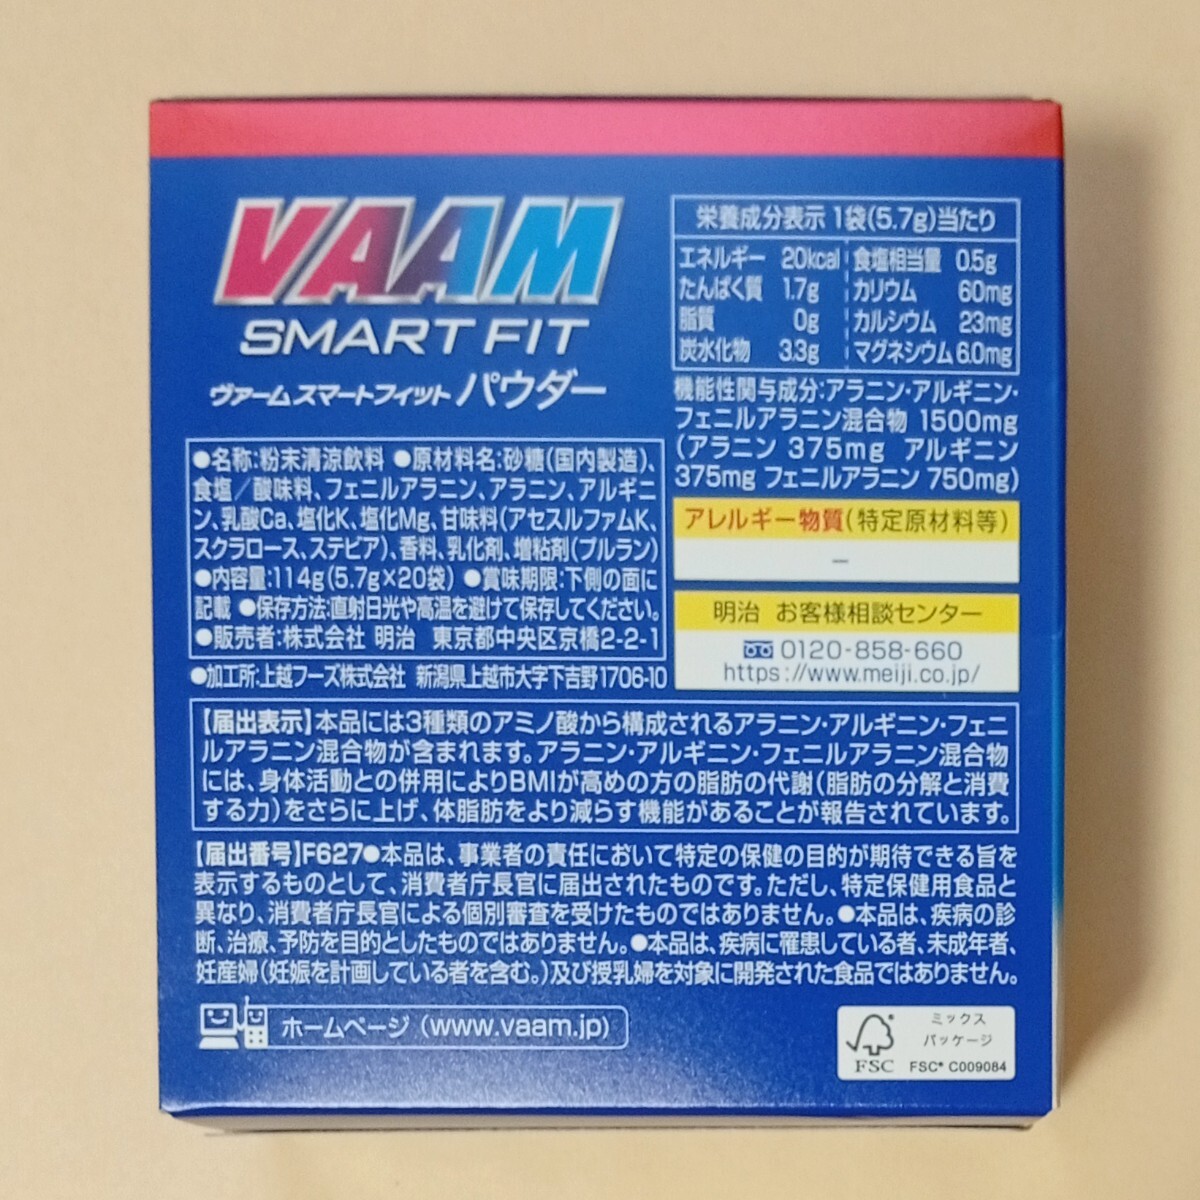 VAAM
SMART FIT
ヴァームスマートフィット パウダー
栄養成分表示 1袋(5.7g)当たり
エネルギー 20kcal 食塩相当量 0.5g
たんぱく質 1.7g カリウム 60mg
脂質 0g カルシウム 23mg
炭水化物 3.3g マグネシウム 6.0mg
機能性関与成分:アラニン・アルギニン・
フェニルアラニン混合物 1500mg
(アラニン 375mg アルギニン
375mg フェニルアラニン 750mg)
●名称:粉末清涼飲料 ●原材料名:砂糖(国内製造)、
食塩/酸味料、フェニルアラニン、アラニン、アルギニ
ン、乳酸Ca、塩化K、塩化Mg、甘味料(アセスルファムK、
スクラロース、ステビア)、香料、乳化剤、増粘剤(プルラン)
●内容量:114g(5.7g×20袋) ●賞味期限:下側の面に
記載 ●保存方法:直射日光や高温を避けて保存してください。
●販売者:株式会社 明治 東京都中央区京橋2-2-1
●加工所:上越フーズ株式会社 新潟県上越市大字下吉野1706-10
アレルギー物質(特定原材料等)
－
明治 お客様相談センター
0120-858-660
https://www.meiji.co.jp/
【届出表示】本品には3種類のアミノ酸から構成されるアラニン・アルギニン・フェニ
ルアラニン混合物が含まれます。アラニン・アルギニン・フェニルアラニン混合物
には、身体活動との併用によりBMIが高めの方の脂肪の代謝(脂肪の分解と消費
する力)をさらに上げ、体脂肪をより減らす機能があることが報告されています。
【届出番号】F627●本品は、事業者の責任において特定の保健の目的が期待できる旨を
表示するものとして、消費者庁長官に届出されたものです。ただし、特定保健用食品と
異なり、消費者庁長官による個別審査を受けたものではありません。●本品は、疾病の診
断、治療、予防を目的としたものではありません。●本品は、疾病に罹患している者、未成年者、
妊産婦(妊娠を計画している者を含む。)及び授乳婦を対象に開発された食品ではありません。
ホームページ (www.vaam.jp)
FSC
ミックス
パッケージ
FSC® C009084